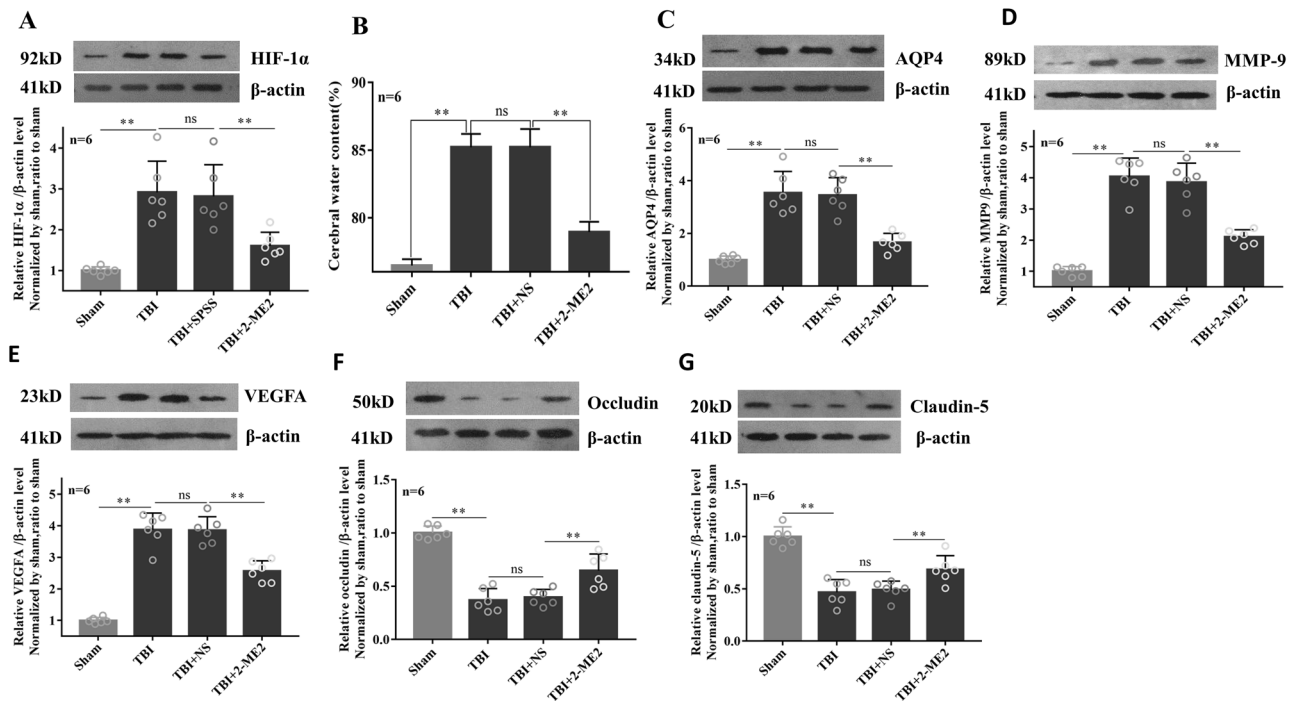 A
92kD
HIF-1α
41kD
β-actin
Relative HIF-1α /β-actin level
Normalized by sham,ratio to sham
n=6
**
ns
**
4
3
2
1
Sham
TBI
TBI+SPSS
TBI+2-ME2
B
Cerebral water content(%)
n=6
**
ns
**
90
85
80
Sham
TBI
TBI+NS
TBI+2-ME2
C
34kD
AQP4
41kD
β-actin
Relative AQP4 /β-actin level
Normalized by sham,ratio to sham
n=6
**
ns
**
6
4
2
0
Sham
TBI
TBI+NS
TBI+2-ME2
D
89kD
MMP-9
41kD
β-actin
Relative MMP9 /β-actin level
Normalized by sham,ratio to sham
n=6
**
ns
**
5
4
3
2
1
Sham
TBI
TBI+NS
TBI+2-ME2
E
23kD
VEGFA
41kD
β-actin
Relative VEGFA /β-actin level
Normalized by sham,ratio to sham
n=6
**
ns
**
5
4
3
2
1
Sham
TBI
TBI+NS
TBI+2-ME2
F
50kD
Occludin
41kD
β-actin
Relative occludin /β-actin level
Normalized by sham,ratio to sham
n=6
**
ns
**
1.5
1.0
0.5
0.0
Sham
TBI
TBI+NS
TBI+2-ME2
G
20kD
Claudin-5
41kD
β-actin
Relative claudin-5 /β-actin level
Normalized by sham,ratio to sham
n=6
**
ns
**
1.5
1.0
0.5
0.0
Sham
TBI
TBI+NS
TBI+2-ME2